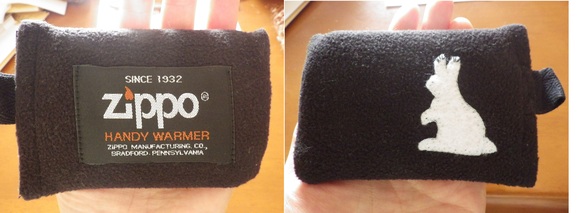 SINCE 1932
zippo®
HANDY WARMER
ZIPPO MANUFACTURING CO.,
BRADFORD. PENNSYLVANIA